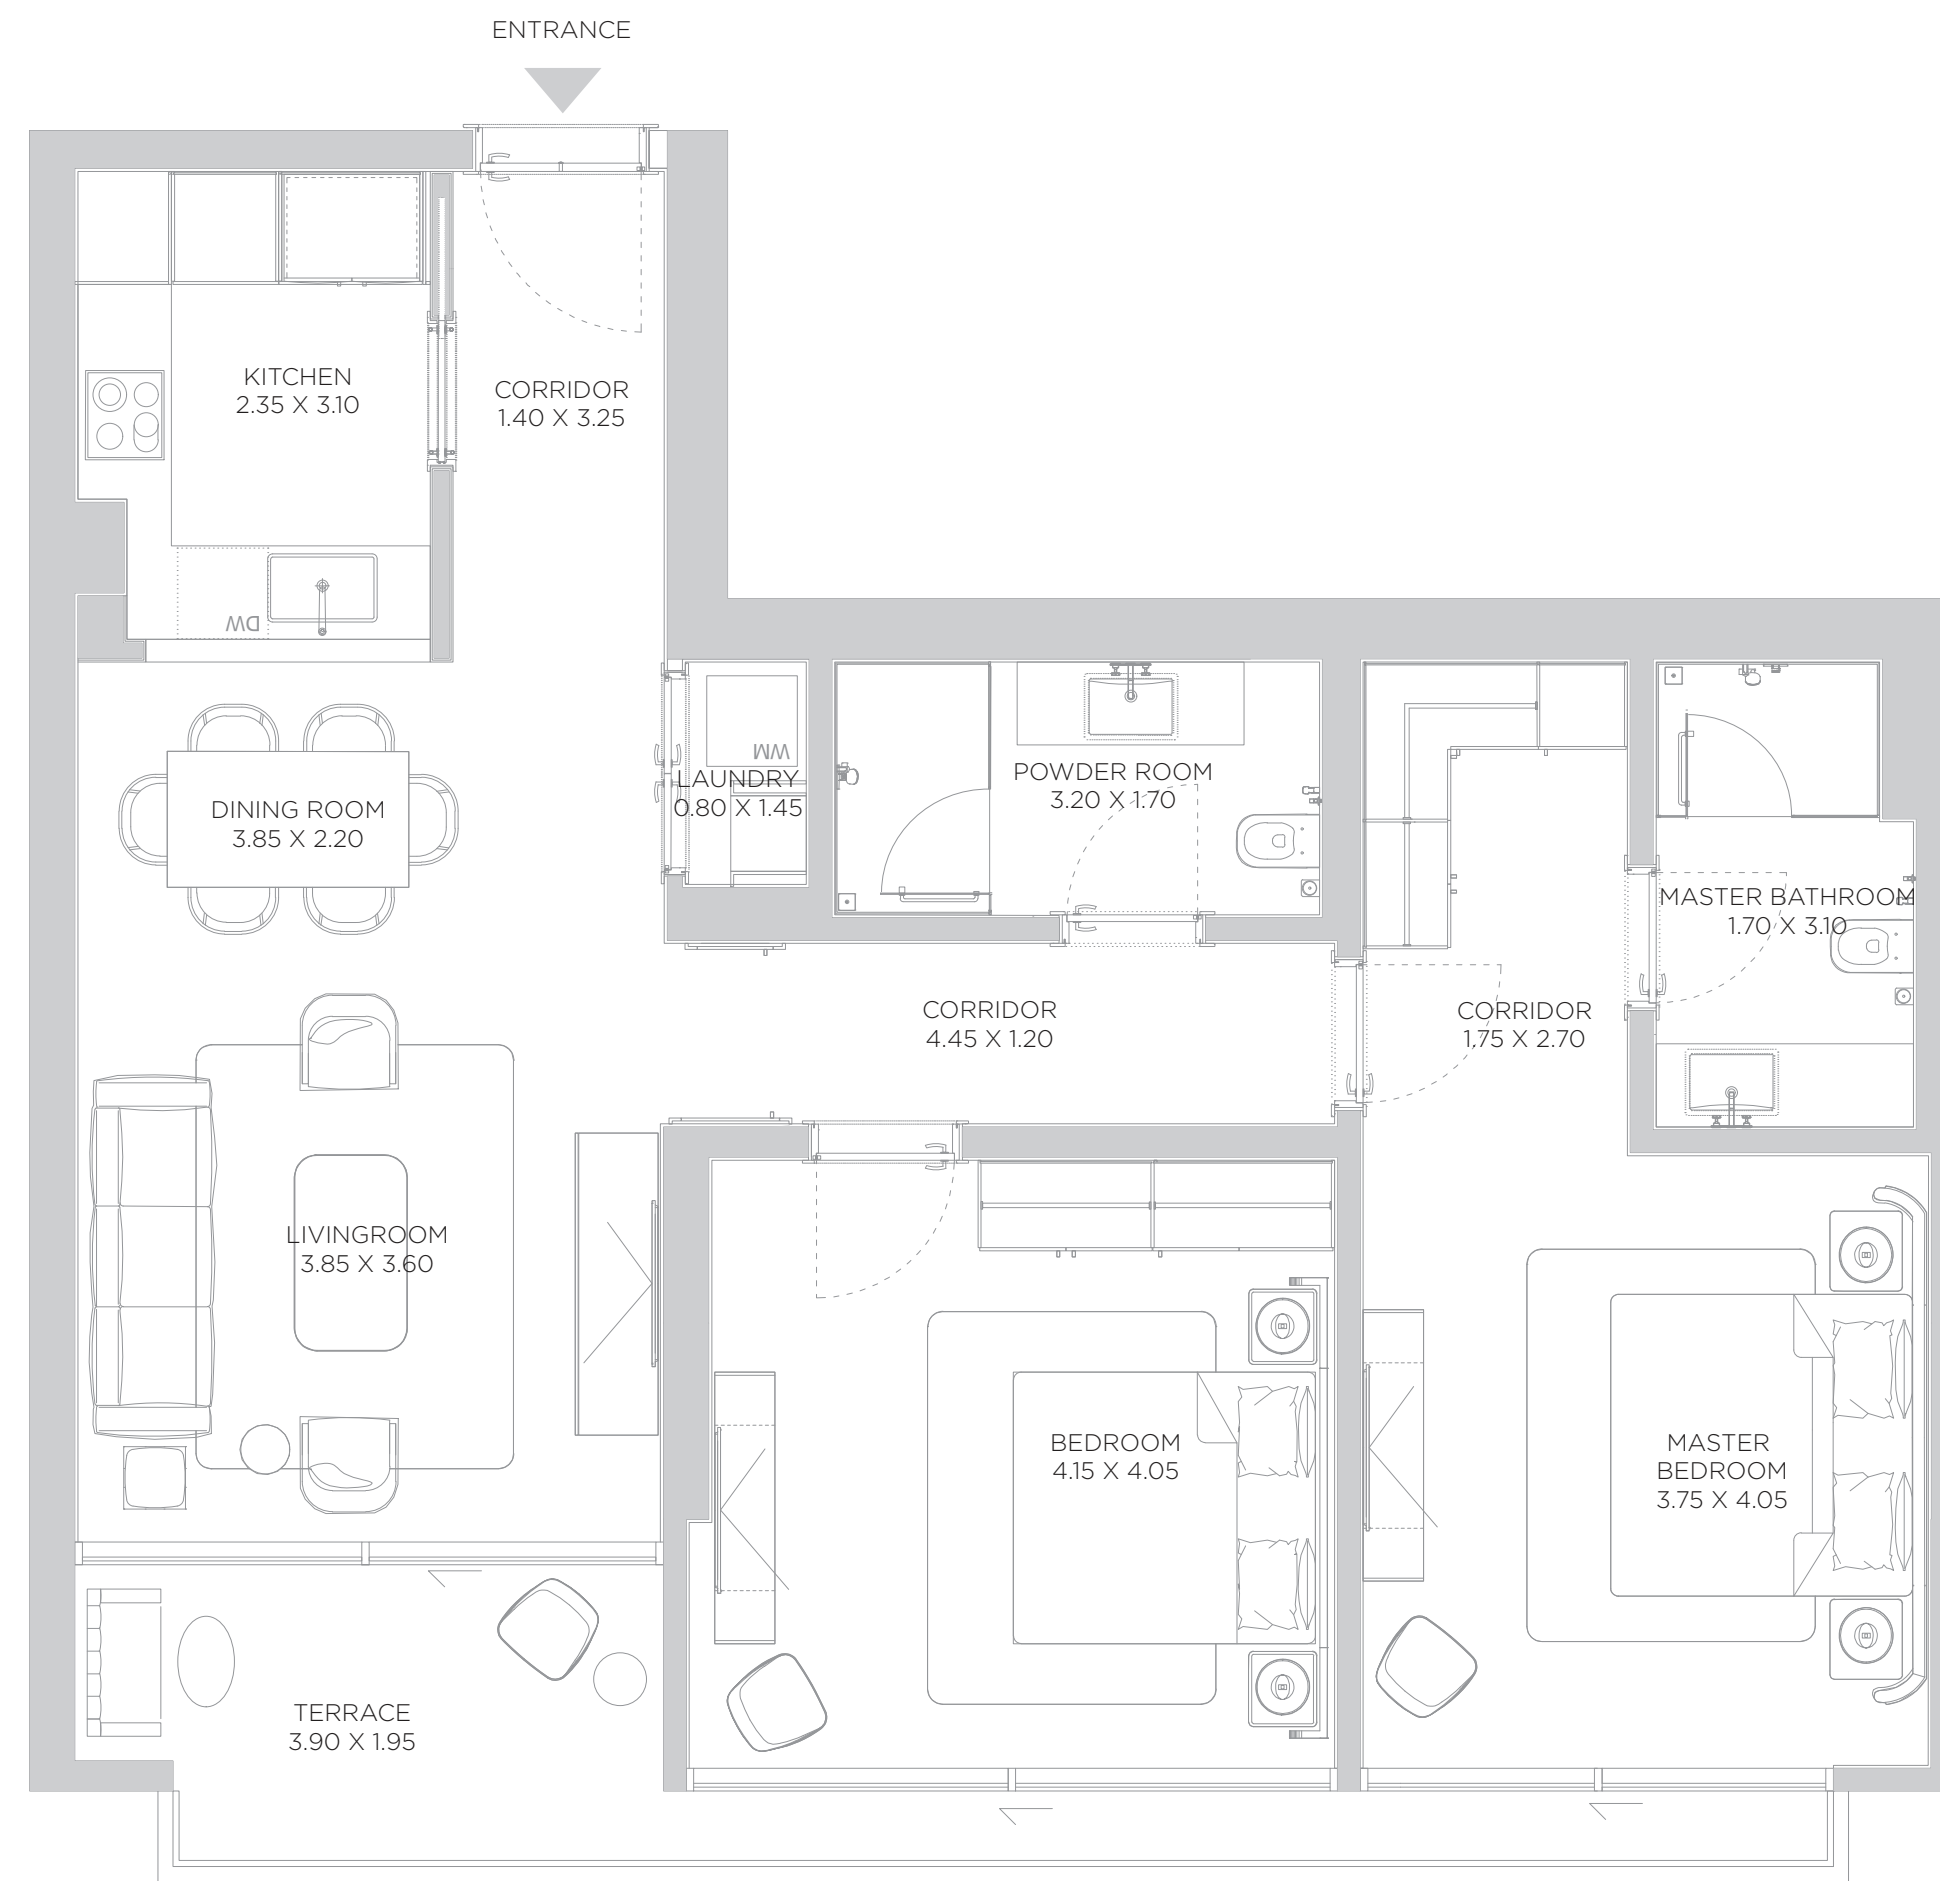 ENTRANCE
KITCHEN
2.35 X 3.10
CORRIDOR
1.40 X 3.25
DW
WM
LAUNDRY
0.80 X 1.45
POWDER ROOM
3.20 X 1.70
DINING ROOM
3.85 X 2.20
MASTER BATHROOM
1.70 X 3.10
CORRIDOR
4.45 X 1.20
CORRIDOR
1.75 X 2.70
LIVINGROOM
3.85 X 3.60
BEDROOM
4.15 X 4.05
MASTER
BEDROOM
3.75 X 4.05
TERRACE
3.90 X 1.95